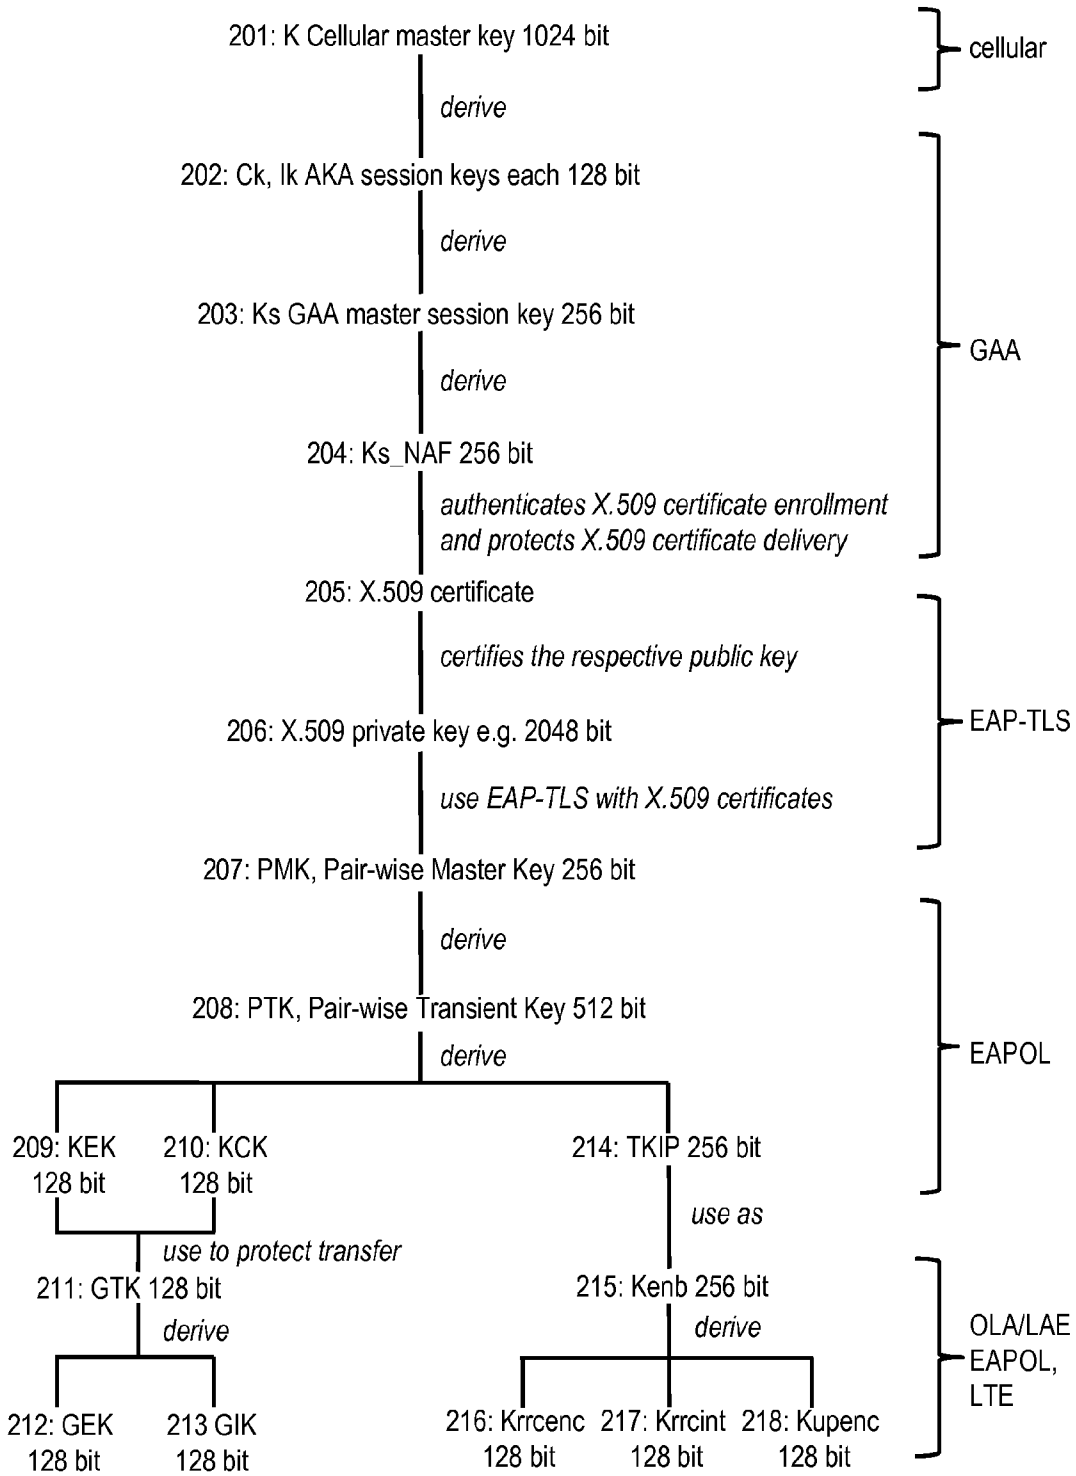 201: K Cellular master key 1024 bit
cellular
derive
202: Ck, Ik AKA session keys each 128 bit
derive
203: Ks GAA master session key 256 bit
GAA
derive
204: Ks_NAF 256 bit
authenticates X.509 certificate enrollment
and protects X.509 certificate delivery
205: X.509 certificate
certifies the respective public key
206: X.509 private key e.g. 2048 bit
EAP-TLS
use EAP-TLS with X.509 certificates
207: PMK, Pair-wise Master Key 256 bit
derive
208: PTK, Pair-wise Transient Key 512 bit
derive
EAPOL
209: KEK
128 bit
210: KCK
128 bit
214: TKIP 256 bit
use as
use to protect transfer
211: GTK 128 bit
215: Kenb 256 bit
derive
derive
OLA/LAE
EAPOL,
LTE
212: GEK
128 bit
213 GIK
128 bit
216: Krrcenc
128 bit
217: Krrcint
128 bit
218: Kupenc
128 bit